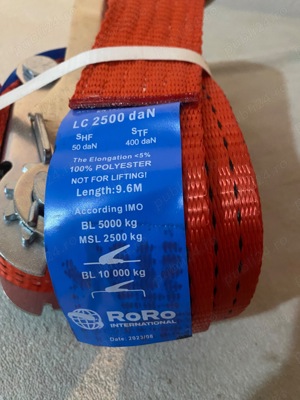 LC 2500 daN
SHF STF
50 daN 400 daN
The Elongation <5%
100% POLYESTER
NOT FOR LIFTING!
Length:9.6M
According IMO
BL 5000 kg
MSL 2500 kg
BL 10 000 kg
RoRo
INTERNATIONAL
Date: 2023/06